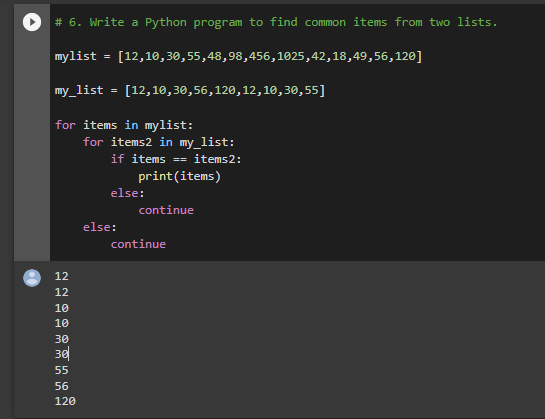 # 6. Write a Python program to find common items from two lists.
mylist = [12,10,30,55,48,98,456,1025,42,18,49,56,120]
my_list = [12,10,30,56,120,12,10,30,55]
for items in mylist:
    for items2 in my_list:
        if items == items2:
            print(items)
        else:
            continue
    else:
        continue
12
12
10
10
30
30
55
56
120